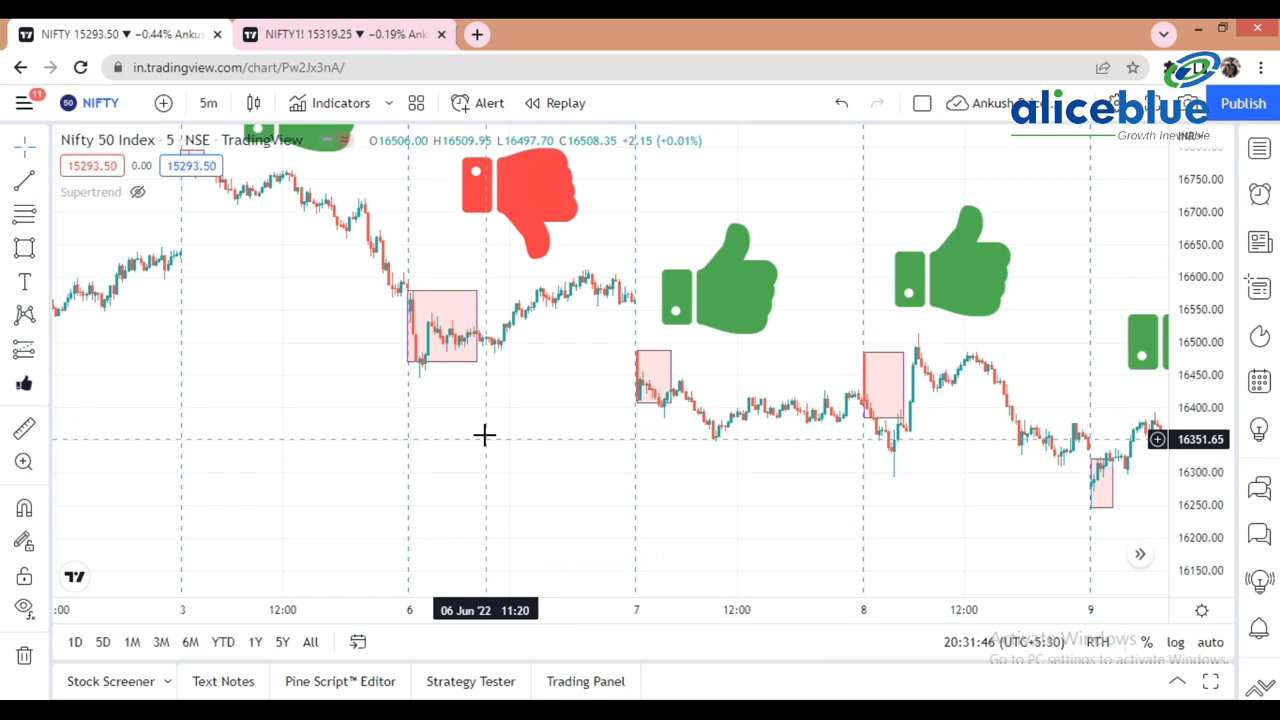 NIFTY 15293.50 ▼ −0.44% Ankus
NIFTY1! 15319.25 ▼ −0.19% Ank
in.tradingview.com/chart/Pw2Jx3nA/
11
50 NIFTY
5m
Indicators
Alert
Replay
Publish
aliceblue
Growth Inevitable
Nifty 50 Index · 5 · NSE · TradingView
O16506.00 H16509.95 L16497.70 C16508.35 +2.15 (+0.01%)
15293.50 0.00 15293.50
Supertrend
16750.00
16700.00
16650.00
16600.00
16550.00
16500.00
16450.00
16400.00
16351.65
16300.00
16250.00
16200.00
16150.00
:00 3 12:00 6 06 Jun '22 11:20 7 12:00 8 12:00 9
1D 5D 1M 3M 6M YTD 1Y 5Y All
20:31:46 (UTC+5:30) RTH % log auto
Activate Windows
Go to PC settings to activate Windows.
Stock Screener Text Notes Pine Script™ Editor Strategy Tester Trading Panel